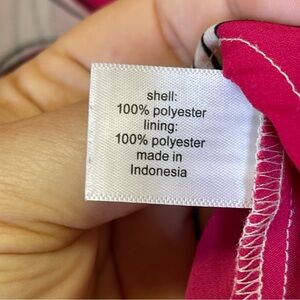 shell:
100% polyester
lining:
100% polyester
made in
Indonesia